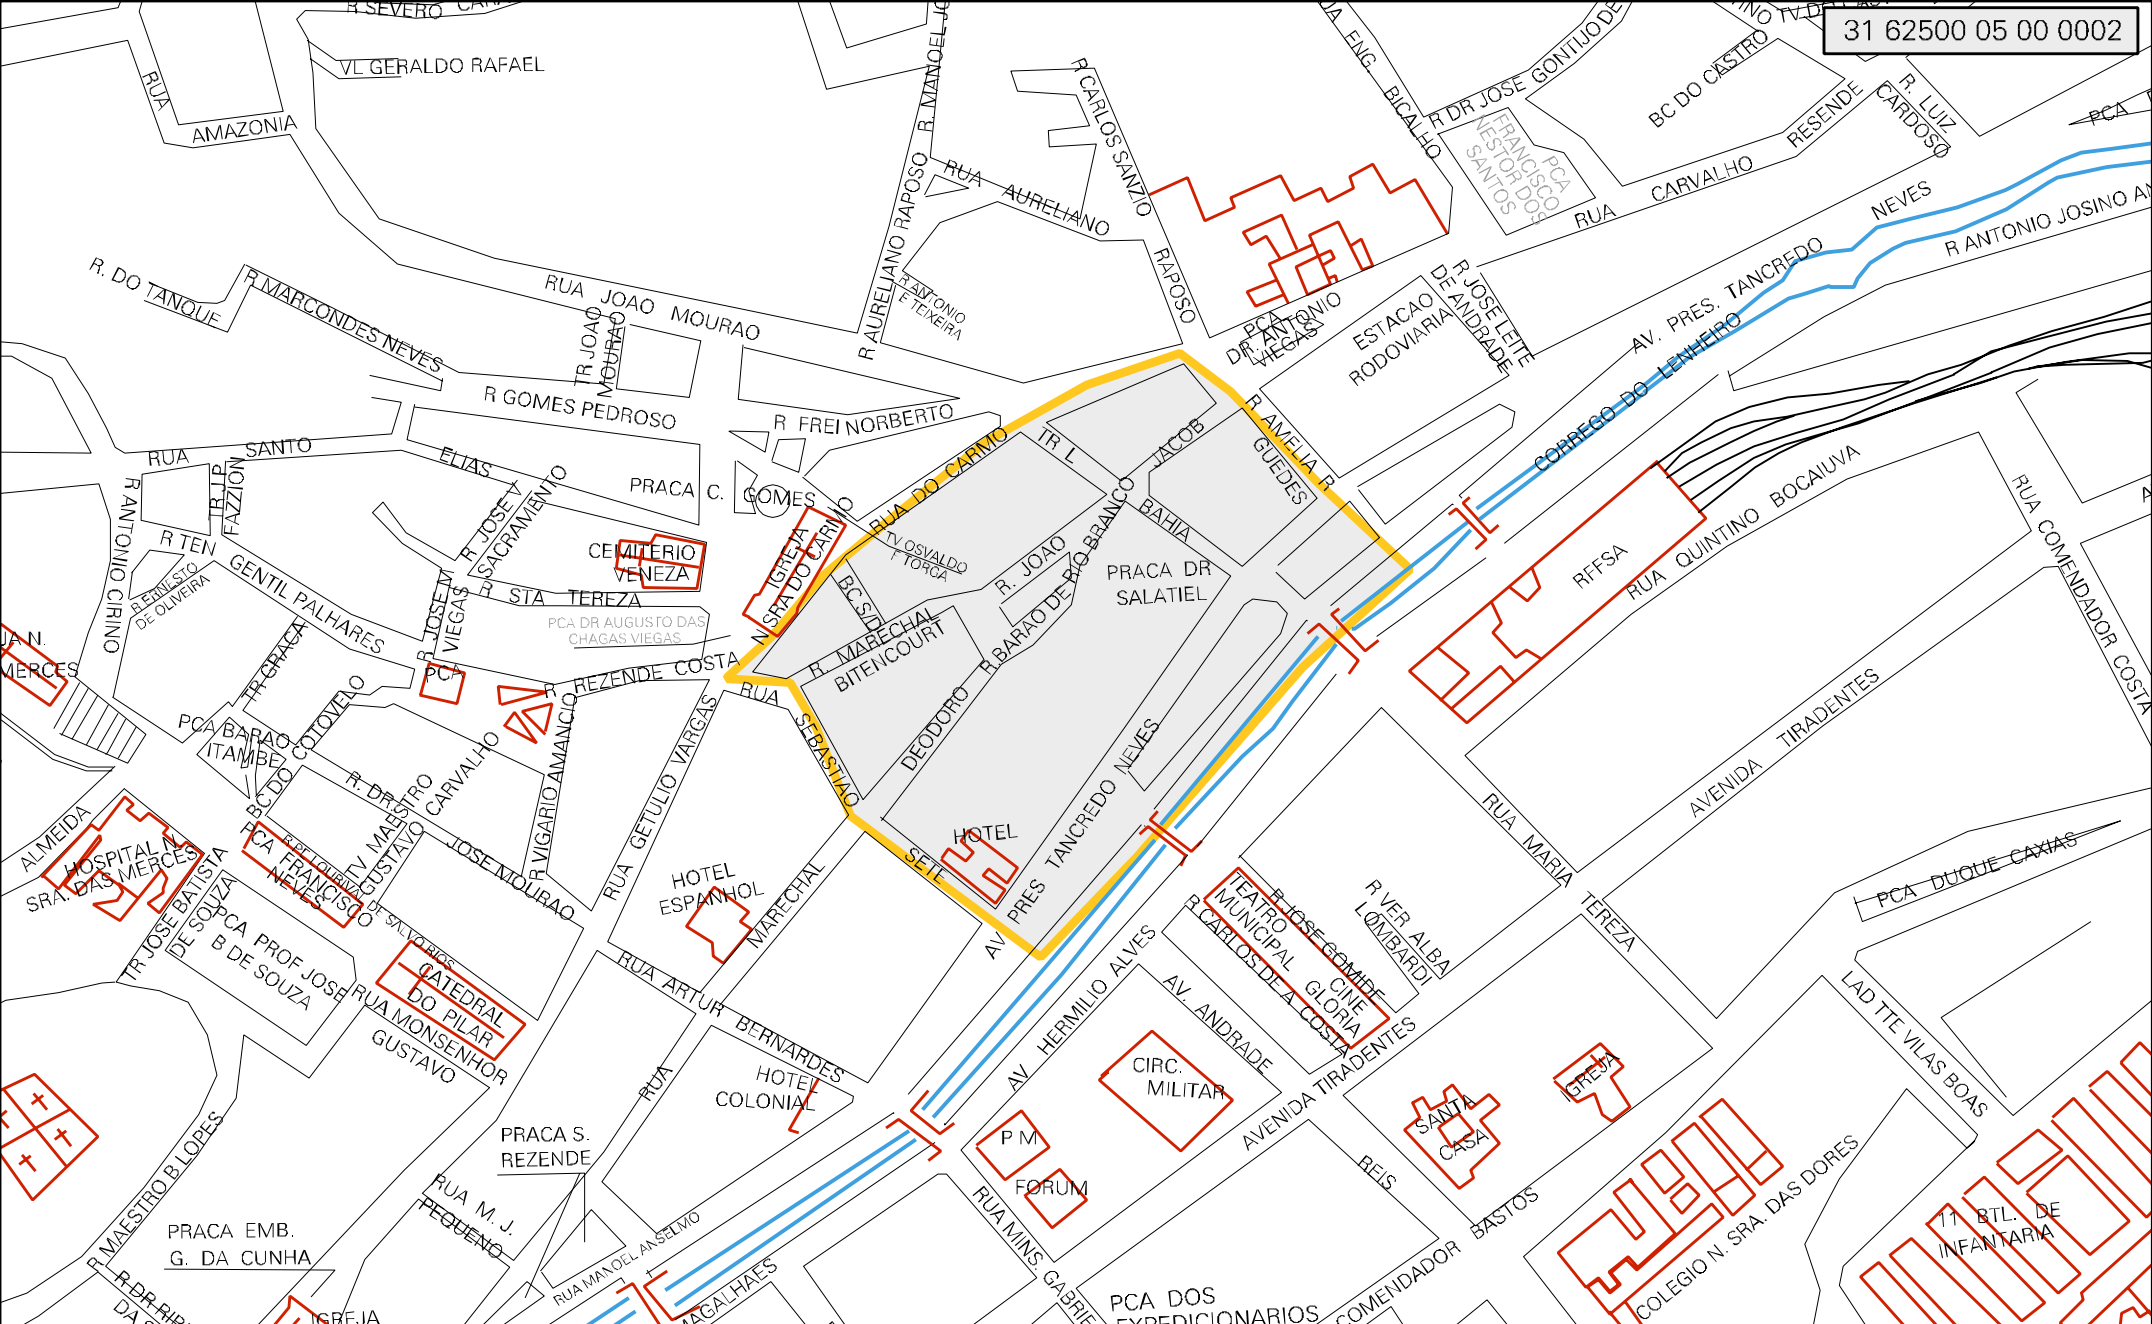 R SEVERO
31 62500 05 00 0002
VL GERALDO RAFAEL
RUA
AMAZONIA
R. MANOEL
R CARLOS SANZIO
RAPOSO
ENG. BICALHO
R DR JOSE GONTIJO DE
BC DO CASTRO
R. LUIZ
CARDOSO
PCA
RUA CARVALHO RESENDE
PCA
FRANCISCO
NESTOR DOS
SANTOS
RUA AURELIANO
R AURELIANO RAPOSO
R ANTONIO
E TEIXEIRA
NEVES
R ANTONIO JOSINO
R. DO TANQUE
R MARCONDES NEVES
RUA JOAO MOURAO
TR JOAO
MOURAO
PCA
DR. ANTONIO
VIEGAS
ESTACAO
RODOVIARIA
R JOSE LEITE
DE ANDRADE
AV. PRES. TANCREDO
CORREGO DO LENHEIRO
R GOMES PEDROSO
R FREI NORBERTO
RUA SANTO
ELIAS
TR J.P.
FAZZION
R ANTONIO CIRINO
R JOSE V
SACRAMENTO
PRACA C. GOMES
RUA DO CARMO
TR L
JACOB
BAHIA
R AMELIA R
GUEDES
IGREJA
N SRA DO CARMO
TV OSVALDO
F TORGA
R. JOAO
R BARAO DE RIO BRANCO
PRACA DR
SALATIEL
RFFSA
RUA QUINTINO BOCAIUVA
RUA COMENDADOR COSTA
R TEN GENTIL PALHARES
CEMITERIO
VENEZA
R STA TEREZA
PCA DR AUGUSTO DAS
CHAGAS VIEGAS
R ERNESTO
DE OLIVEIRA
R JOSE M
VIEGAS
BC S/D
R. MARECHAL
BITENCOURT
MERCES
TR GRACA
PCA
R REZENDE COSTA
RUA SEBASTIAO
SETE
PCA BARAO
ITAMBE
BC DO COTOVELO
R. DR JOSE MOURAO
TV MAESTRO
GUSTAVO
CARVALHO
R VIGARIO AMANCIO
RUA GETULIO VARGAS
DEODORO
MARECHAL
HOTEL
AV PRES TANCREDO NEVES
AVENIDA TIRADENTES
ALMEIDA
HOSPITAL N.
SRA. DAS MERCES
PCA FRANCISCO
NEVES
R PE LOURIVAL DE SALVO RIOS
TR JOSE BATISTA
DE SOUZA
PCA PROF JOSE
B DE SOUZA
CATEDRAL
DO PILAR
RUA MONSENHOR
GUSTAVO
HOTEL
ESPANHOL
RUA ARTUR BERNARDES
RUA
HOTEL
COLONIAL
RUA MARIA TEREZA
PCA DUQUE CAXIAS
TEATRO
MUNICIPAL
CINE
GLORIA
R JOSE GOMIDE
R CARLOS DE A COSTA
R VER ALBA
LOMBARDI
AV. ANDRADE
REIS
AV HERMILIO ALVES
AVENIDA TIRADENTES
LAD TTE VILAS BOAS
CIRC.
MILITAR
P M
FORUM
SANTA
CASA
IGREJA
R MAESTRO B LOPES
PRACA S.
REZENDE
RUA M. J.
PEQUENO
PRACA EMB.
G. DA CUNHA
RUA MANOEL ANSELMO
MAGALHAES
RUA MINS. GABRIEL
COMENDADOR BASTOS
COLEGIO N. SRA. DAS DORES
11 BTL. DE
INFANTARIA
PCA DOS
EXPEDICIONARIOS
IGREJA